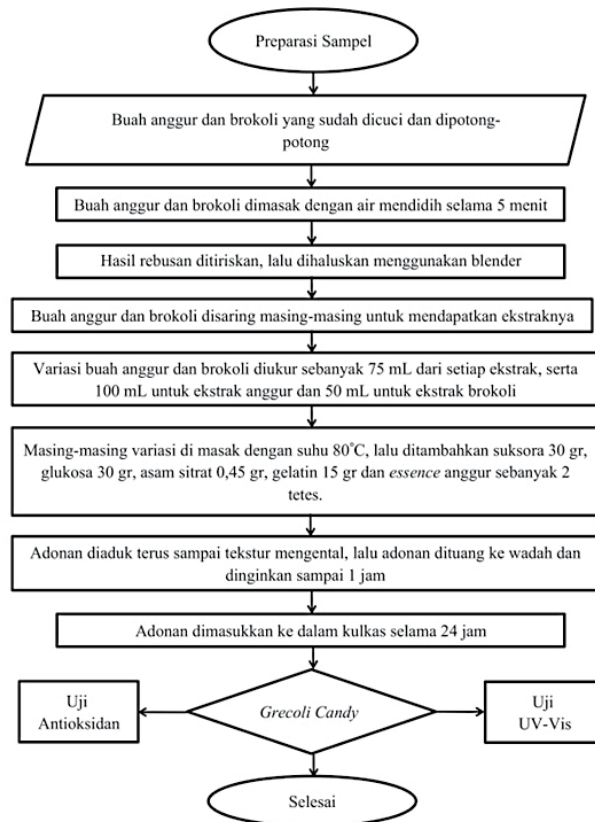 Preparasi Sampel
Buah anggur dan brokoli yang sudah dicuci dan dipotong-
potong
Buah anggur dan brokoli dimasak dengan air mendidih selama 5 menit
Hasil rebusan ditiriskan, lalu dihaluskan menggunakan blender
Buah anggur dan brokoli disaring masing-masing untuk mendapatkan ekstraknya
Variasi buah anggur dan brokoli diukur sebanyak 75 mL dari setiap ekstrak, serta
100 mL untuk ekstrak anggur dan 50 mL untuk ekstrak brokoli
Masing-masing variasi di masak dengan suhu 80°C, lalu ditambahkan suksora 30 gr,
glukosa 30 gr, asam sitrat 0,45 gr, gelatin 15 gr dan essence anggur sebanyak 2
tetes.
Adonan diaduk terus sampai tekstur mengental, lalu adonan dituang ke wadah dan
dinginkan sampai 1 jam
Adonan dimasukkan ke dalam kulkas selama 24 jam
Uji
Antioksidan
Grecoli Candy
Uji
UV-Vis
Selesai